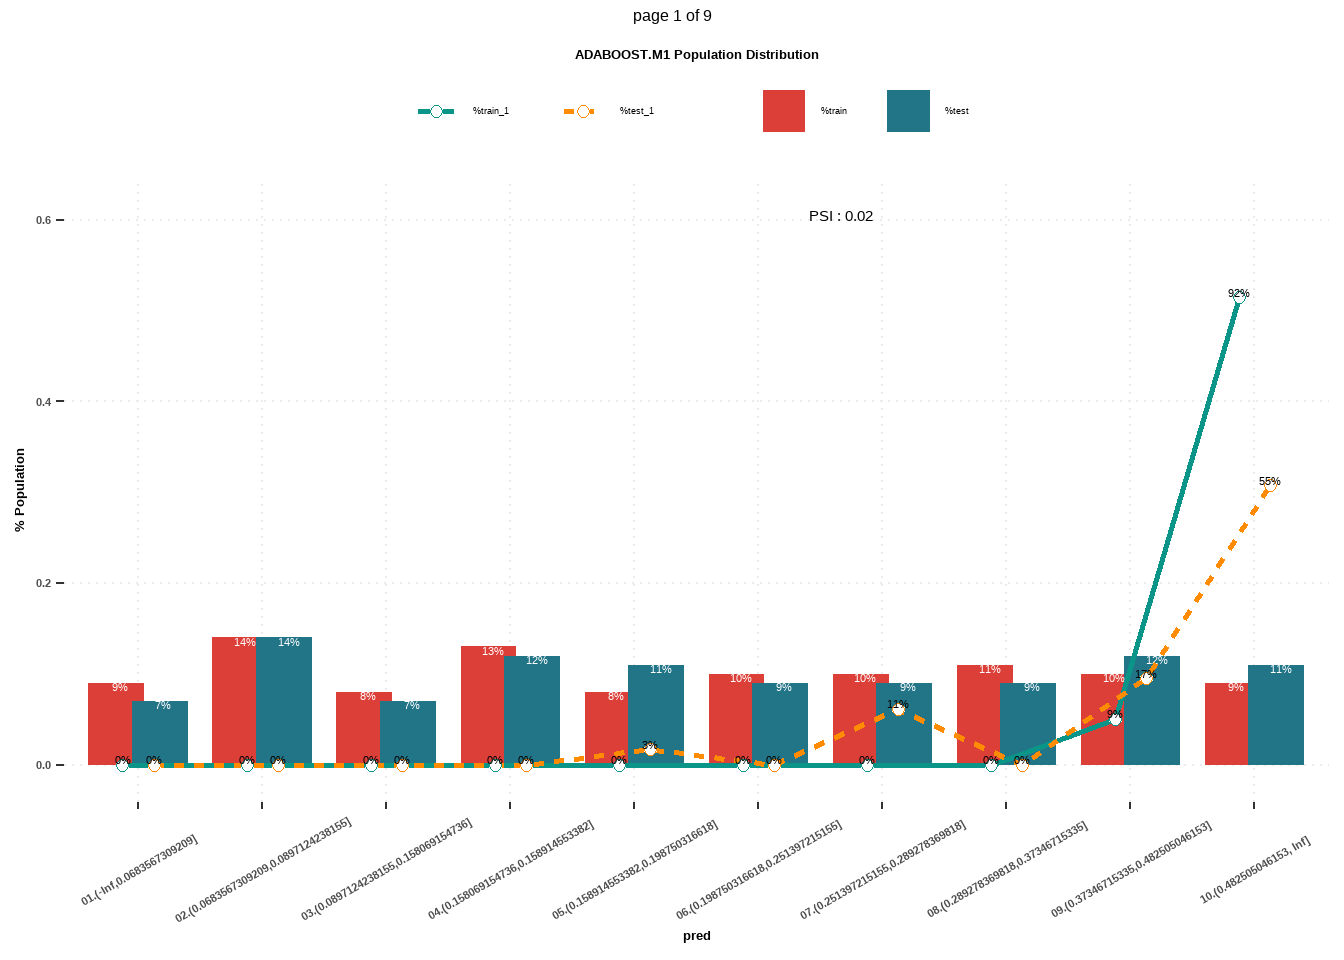 page 1 of 9
ADABOOST.M1 Population Distribution
%train_1 %test_1 %train %test
PSI : 0.02
% Population
0.6
0.4
0.2
0.0
92%
55%
9% 7% 14% 14% 8% 7% 13% 12% 8% 11% 10% 9% 10% 9% 11% 9% 10% 12% 9% 11%
0% 0% 0% 0% 0% 0% 0% 0% 0% 3% 0% 0% 0% 11% 0% 0% 9% 17%
01,(-Inf,0.0683567309209]
02,(0.0683567309209,0.0897124238155]
03,(0.0897124238155,0.158069154736]
04,(0.158069154736,0.158914553382]
05,(0.158914553382,0.198750316618]
06,(0.198750316618,0.251397215155]
07,(0.251397215155,0.289278369818]
08,(0.289278369818,0.37346715335]
09,(0.37346715335,0.482505046153]
10,(0.482505046153, Inf]
pred